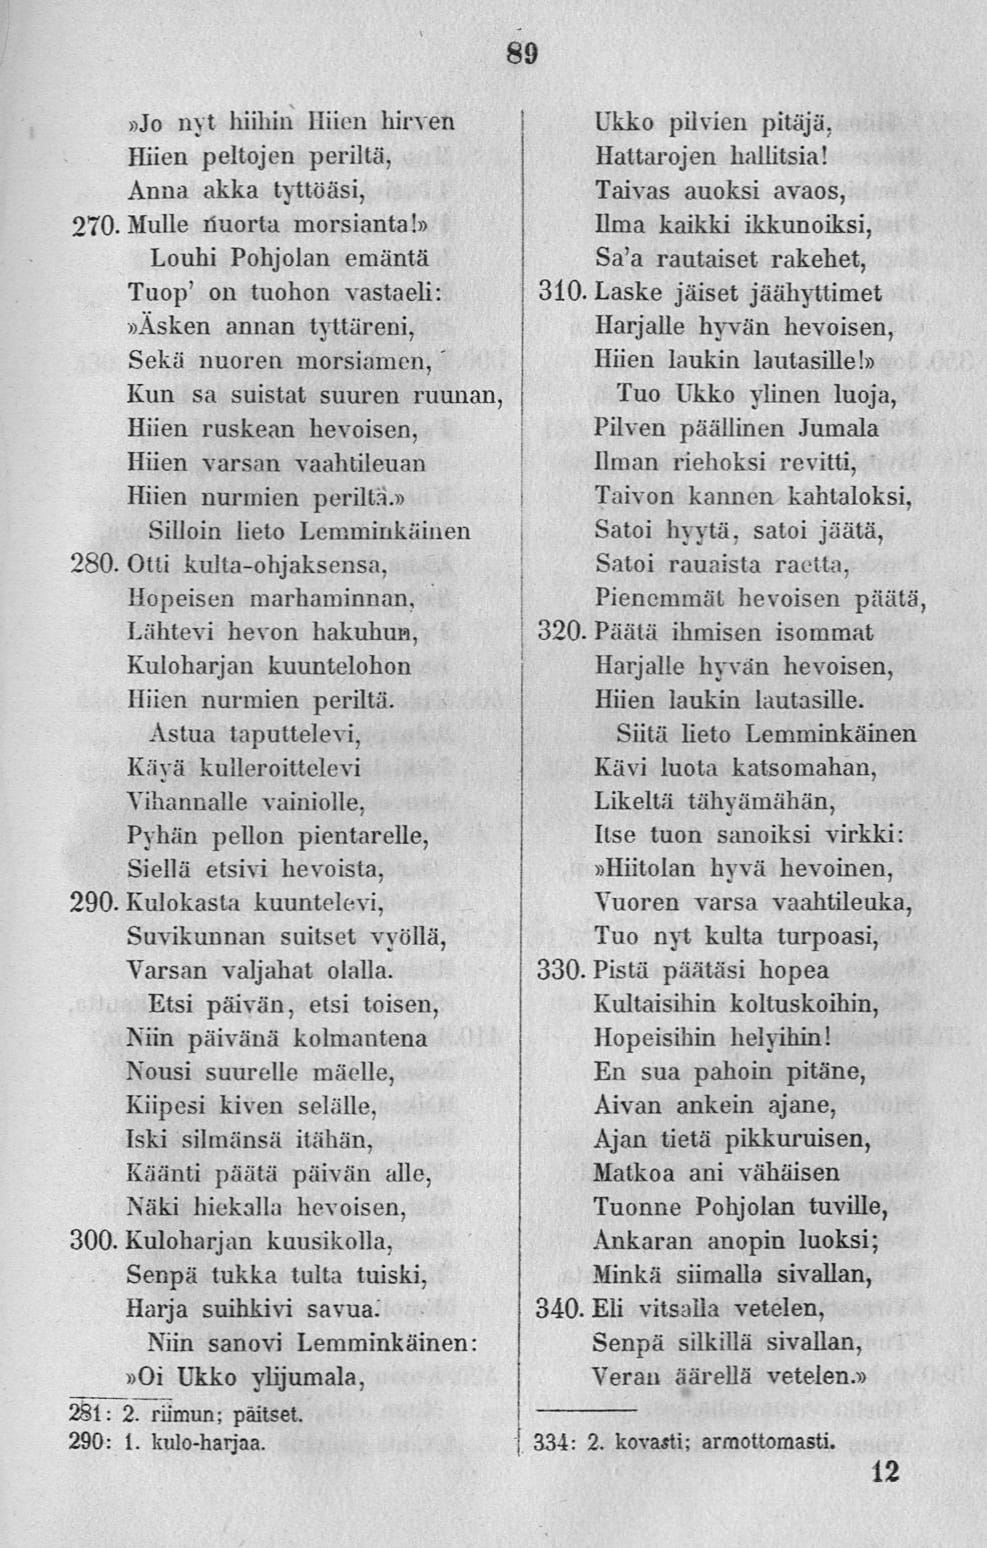 89
»Jo nyt hiihin Hiien hirven
Hiien peltojen periltä,
Anna akka tyttöäsi,
270. Mulle nuorta morsianta!»
Louhi Pohjolan emäntä
Tuop' on tuohon vastaeli:
»Äsken annan tyttäreni,
Sekä nuoren morsiamen,
Kun sa suistat suuren ruunan,
Hiien ruskean hevoisen,
Hiien varsan vaahtileuan
Hiien nurmien periltä.»
Silloin lieto Lemminkäinen
280. Otti kulta-ohjaksensa,
Hopeisen marhaminnan,
Lähtevi hevon hakuhun,
Kuloharjan kuuntelohon
Hiien nurmien periltä.
Astua taputtelevi,
Käyä kulleroittelevi
Vihannalle vainiolle,
Pyhän pellon pientarelle,
Siellä etsivi hevoista,
290. Kulokasta kuuntelevi,
Suvikunnan suitset vyöllä,
Varsan valjahat olalla.
Etsi päivän, etsi toisen,
Niin päivänä kolmantena
Nousi suurelle mäelle,
Kiipesi kiven selälle,
Iski silmänsä itähän,
Käänti päätä päivän alle,
Näki hiekalla hevoisen,
300. Kuloharjan kuusikolla,
Senpä tukka tulta tuiski,
Harja suihkivi savua.
Niin sanovi Lemminkäinen:
»Oi Ukko ylijumala,
281: 2. riimun; päitset.
290: 1. kulo-harjaa.
Ukko pilvien pitäjä,
Hattarojen hallitsia!
Taivas auoksi avaos,
Ilma kaikki ikkunoiksi,
Sa'a rautaiset rakehet,
310. Laske jäiset jäähyttimet
Harjalle hyvän hevoisen,
Hiien laukin lautasille!»
Tuo Ukko ylinen luoja,
Pilven päällinen Jumala
Ilman riehoksi revitti,
Taivon kannen kahtaloksi,
Satoi hyytä, satoi jäätä,
Satoi rauaista raetta,
Pienemmät hevoisen päätä,
320. Päätä ihmisen isommat
Harjalle hyvän hevoisen,
Hiien laukin lautasille.
Siitä lieto Lemminkäinen
Kävi luota katsomahan,
Likeltä tähyämähän,
Itse tuon sanoiksi virkki:
»Hiitolan hyvä hevoinen,
Vuoren varsa vaahtileuka,
Tuo nyt kulta turpoasi,
330. Pistä päätäsi hopea
Kultaisihin koltuskoihin,
Hopeisihin helyihin!
En sua pahoin pitäne,
Aivan ankein ajane,
Ajan tietä pikkuruisen,
Matkoa ani vähäisen
Tuonne Pohjolan tuville,
Ankaran anopin luoksi;
Minkä siimalla sivallan,
340. Eli vitsalla vetelen,
Senpä silkillä sivallan,
Veran äärellä vetelen.»
334: 2. kovasti; armottomasti.
12